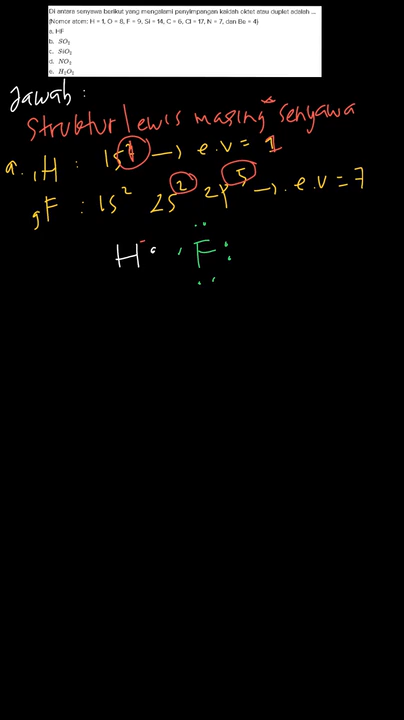 Di antara senyawa berikut yang mengalami penyimpangan kaidah oktet atau duplet adalah ...
(Nomor atom: H = 1, O = 8, F = 9, Si = 14, C = 6, Cl = 17, N = 7, dan Be = 4)
a. HF
b. SO₂
c. SiO₂
d. NO₂
e. H₂O₂
Jawab :
Struktur lewis masing² senyawa
a. ₁H : 1s¹ → e.v = 1
₉F : 1s² 2s² 2p⁵ → e.v = 7
H F